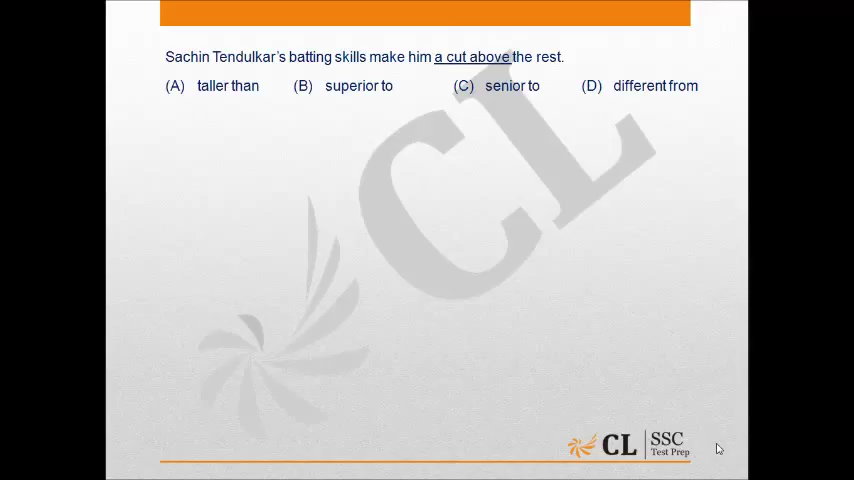 Sachin Tendulkar's batting skills make him a cut above the rest.
(A) taller than (B) superior to (C) senior to (D) different from
CL
CL SSC
Test Prep